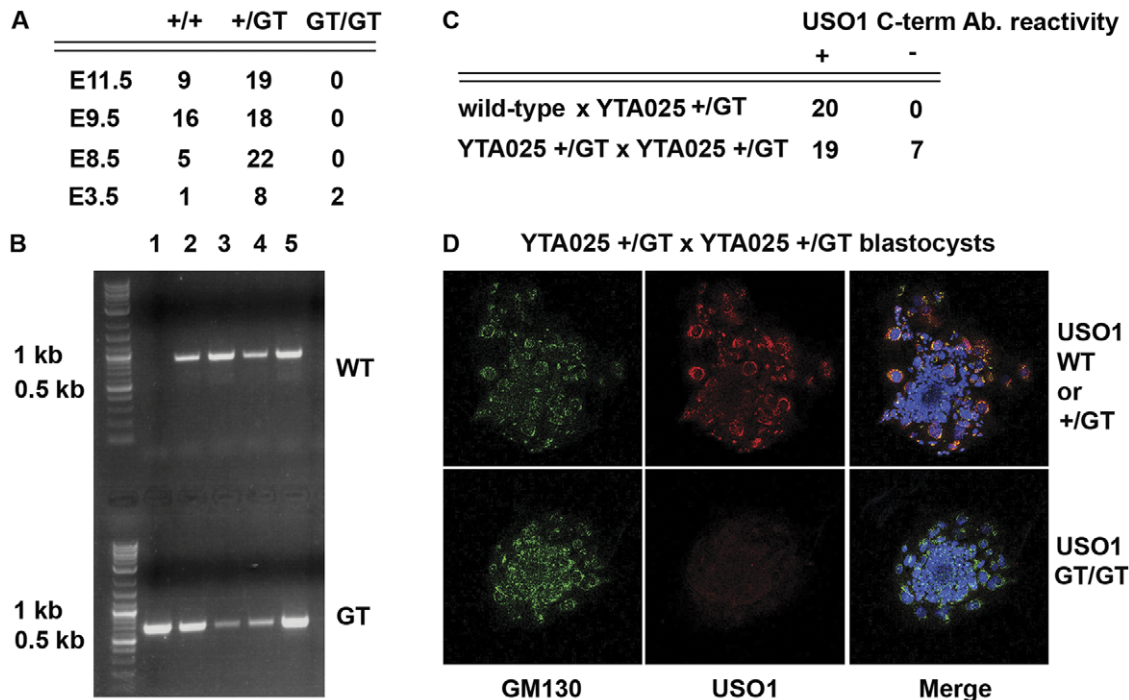 A
+/+ +/GT GT/GT
E11.5 9 19 0
E9.5 16 18 0
E8.5 5 22 0
E3.5 1 8 2
C
USO1 C-term Ab. reactivity
+ -
wild-type x YTA025 +/GT 20 0
YTA025 +/GT x YTA025 +/GT 19 7
B
1 2 3 4 5
1 kb
0.5 kb
WT
1 kb
0.5 kb
GT
D
YTA025 +/GT x YTA025 +/GT blastocysts
USO1
WT
or
+/GT
USO1
GT/GT
GM130 USO1 Merge